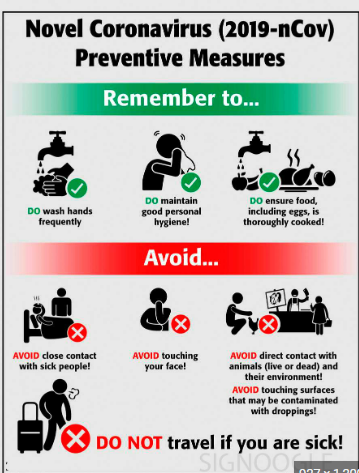 Novel Coronavirus (2019-nCov)
Preventive Measures
Remember to...
DO wash hands
frequently
DO maintain
good personal
hygiene!
DO ensure food,
including eggs, is
thoroughly cooked!
Avoid...
AVOID close contact
with sick people!
AVOID touching
your face!
AVOID direct contact with
animals (live or dead) and
their environment!
AVOID touching surfaces
that may be contaminated
with droppings!
DO NOT travel if you are sick!
SIGNOOGLE